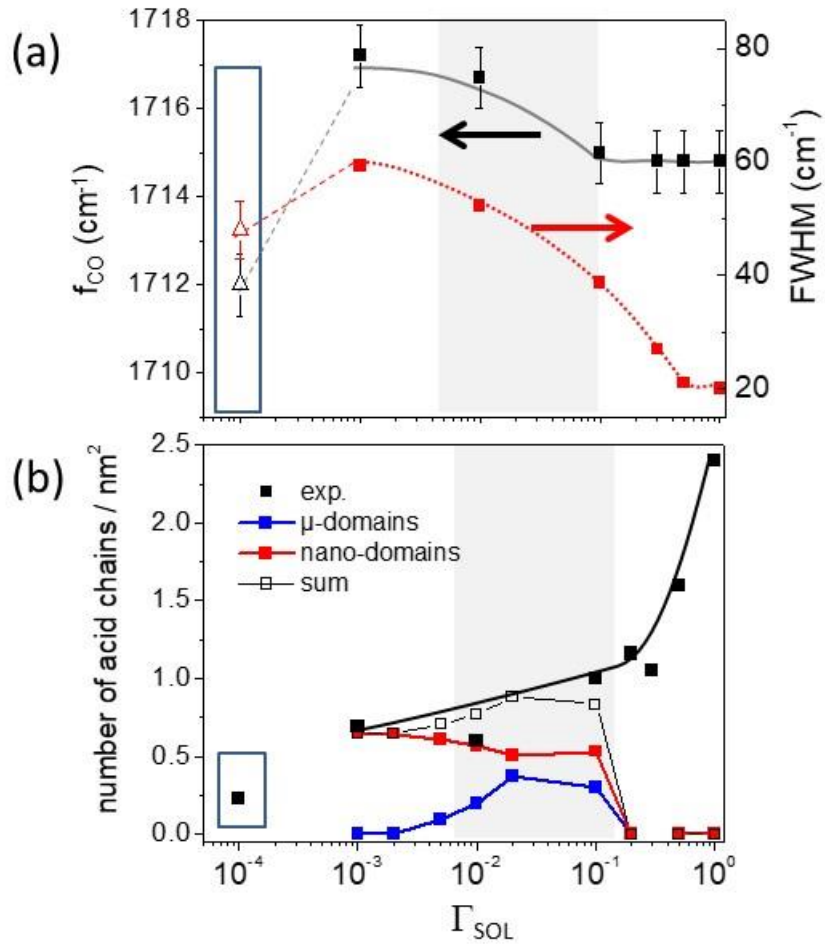 (a)
1718
1716
1714
1712
1710
f_CO (cm⁻¹)
80
60
40
20
FWHM (cm⁻¹)
(b)
2.5
2.0
1.5
1.0
0.5
0.0
number of acid chains / nm²
exp.
μ-domains
nano-domains
sum
10⁻⁴ 10⁻³ 10⁻² 10⁻¹ 10⁰
Γ_SOL